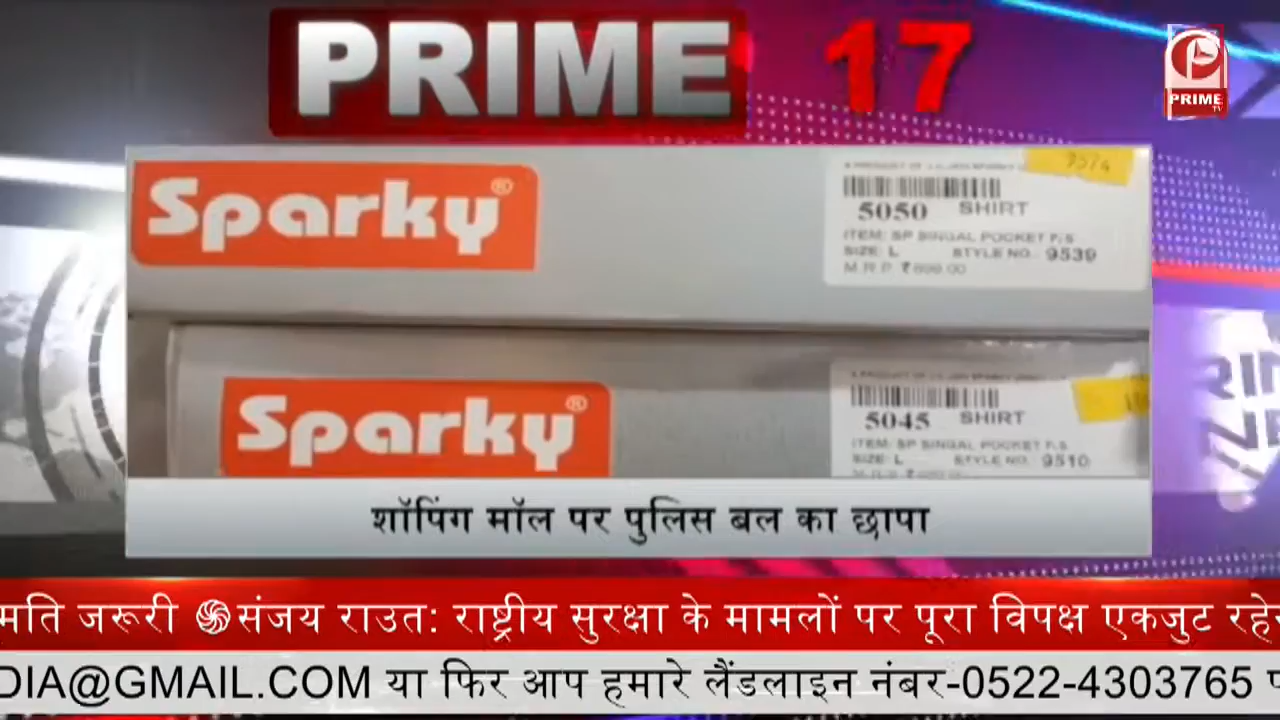 PRIME 17
PRIME
TV
Sparky®
9574
5050 SHIRT
ITEM: SP SINGAL POCKET F/S
SIZE: L STYLE NO.: 9539
M.R.P. ₹
Sparky®
5045 SHIRT
ITEM: SP SINGAL POCKET F/S
SIZE: L STYLE NO.: 9510
शॉपिंग मॉल पर पुलिस बल का छापा
मति जरूरी संजय राउत: राष्ट्रीय सुरक्षा के मामलों पर पूरा विपक्ष एकजुट
DIA@GMAIL.COM या फिर आप हमारे लैंडलाइन नंबर-0522-4303765